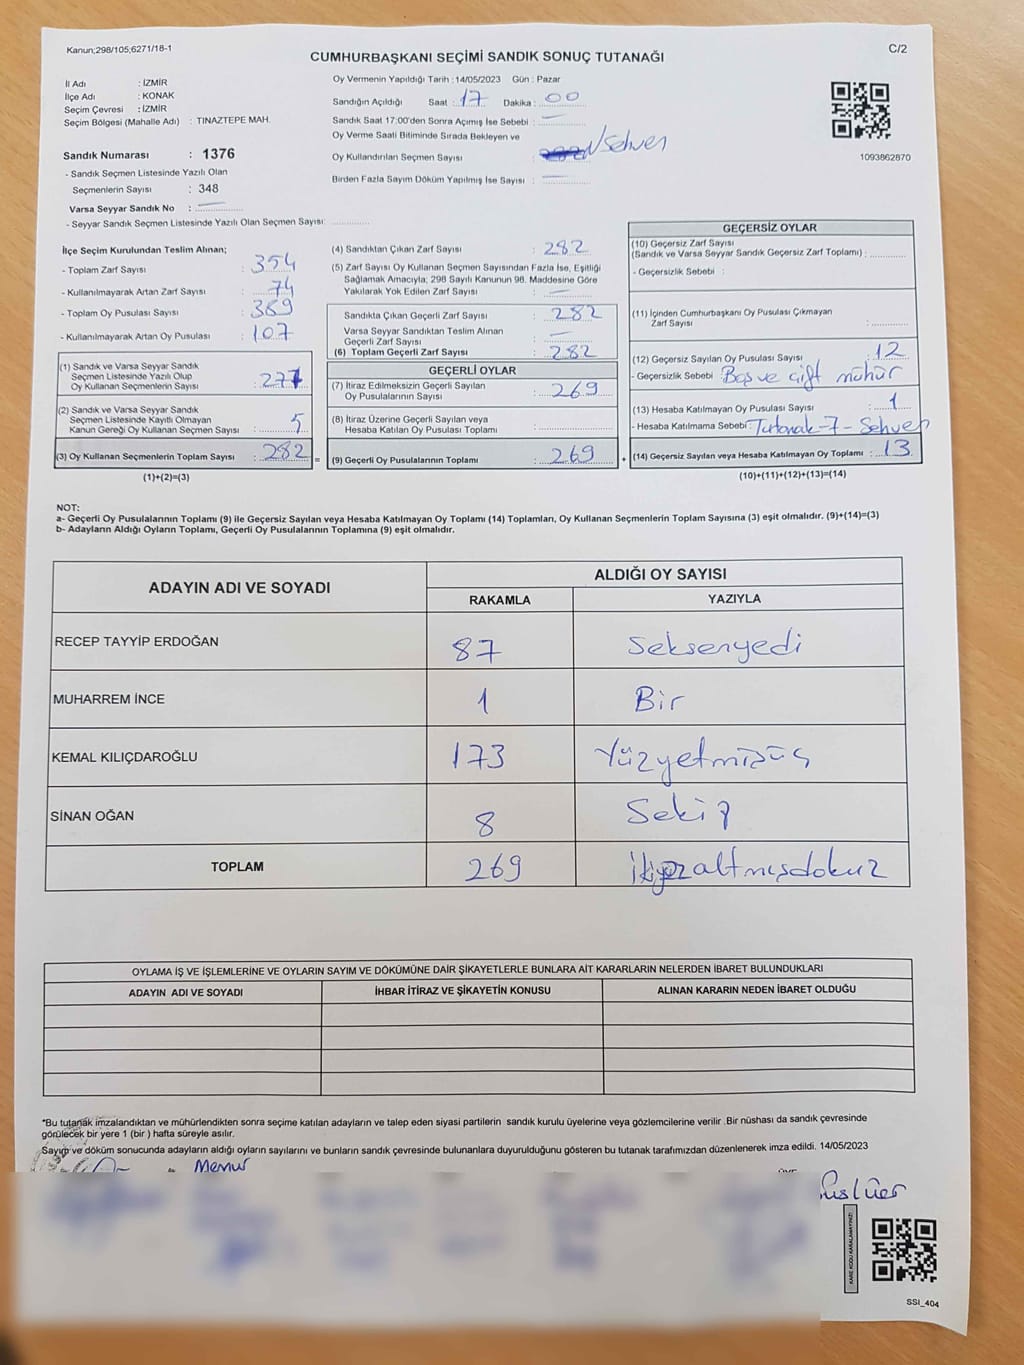 Kanun;298/105;6271/18-1
C/2
CUMHURBAŞKANI SEÇİMİ SANDIK SONUÇ TUTANAĞI
İl Adı : İZMİR
İlçe Adı : KONAK
Seçim Çevresi : İZMİR
Seçim Bölgesi (Mahalle Adı) : TINAZTEPE MAH.
Sandık Numarası : 1376
- Sandık Seçmen Listesinde Yazılı Olan
Seçmenlerin Sayısı : 348
Varsa Seyyar Sandık No :
- Seyyar Sandık Seçmen Listesinde Yazılı Olan Seçmen Sayısı:
Oy Vermenin Yapıldığı Tarih :14/05/2023 Gün : Pazar
Sandığın Açıldığı Saat : 17 Dakika : 00
Sandık Saat 17:00'den Sonra Açımış İse Sebebi :
Oy Verme Saati Bitiminde Sırada Bekleyen ve
Oy Kullandırılan Seçmen Sayısı : Sehven
Birden Fazla Sayım Döküm Yapılmış İse Sayısı :
1093862870
İlçe Seçim Kurulundan Teslim Alınan;
- Toplam Zarf Sayısı : 354
- Kullanılmayarak Artan Zarf Sayısı : 74
- Toplam Oy Pusulası Sayısı : 389
- Kullanılmayarak Artan Oy Pusulası : 107
(1) Sandık ve Varsa Seyyar Sandık
Seçmen Listesinde Yazılı Olup
Oy Kullanan Seçmenlerin Sayısı : 277
(2) Sandık ve Varsa Seyyar Sandık
Seçmen Listesinde Kayıtlı Olmayan
Kanun Gereği Oy Kullanan Seçmen Sayısı : 5
(3) Oy Kullanan Seçmenlerin Toplam Sayısı : 282 =
(1)+(2)=(3)
(4) Sandıktan Çıkan Zarf Sayısı : 282
(5) Zarf Sayısı Oy Kullanan Seçmen Sayısından Fazla İse, Eşitliği
Sağlamak Amacıyla; 298 Sayılı Kanunun 98. Maddesine Göre
Yakılarak Yok Edilen Zarf Sayısı :
Sandıkta Çıkan Geçerli Zarf Sayısı : 282
Varsa Seyyar Sandıktan Teslim Alınan
Geçerli Zarf Sayısı :
(6) Toplam Geçerli Zarf Sayısı : 282
GEÇERLİ OYLAR
(7) İtiraz Edilmeksizin Geçerli Sayılan
Oy Pusulalarının Sayısı : 269
(8) İtiraz Üzerine Geçerli Sayılan veya
Hesaba Katılan Oy Pusulası Toplamı :
(9) Geçerli Oy Pusulalarının Toplamı : 269 +
GEÇERSİZ OYLAR
(10) Geçersiz Zarf Sayısı
(Sandık ve Varsa Seyyar Sandık Geçersiz Zarf Toplamı) :
- Geçersizlik Sebebi :
(11) İçinden Cumhurbaşkanı Oy Pusulası Çıkmayan
Zarf Sayısı :
(12) Geçersiz Sayılan Oy Pusulası Sayısı : 12
- Geçersizlik Sebebi : Boş ve çift mühür
(13) Hesaba Katılmayan Oy Pusulası Sayısı : 1
- Hesaba Katılmama Sebebi: Tutanak-7-Sehven
(14) Geçersiz Sayılan veya Hesaba Katılmayan Oy Toplamı : 13
(10)+(11)+(12)+(13)=(14)
NOT:
a- Geçerli Oy Pusulalarının Toplamı (9) ile Geçersiz Sayılan veya Hesaba Katılmayan Oy Toplamı (14) Toplamları, Oy Kullanan Seçmenlerin Toplam Sayısına (3) eşit olmalıdır. (9)+(14)=(3)
b- Adayların Aldığı Oyların Toplamı, Geçerli Oy Pusulalarının Toplamına (9) eşit olmalıdır.
ADAYIN ADI VE SOYADI
ALDIĞI OY SAYISI
RAKAMLA YAZIYLA
RECEP TAYYİP ERDOĞAN 87 Seksenyedi
MUHARREM İNCE 1 Bir
KEMAL KILIÇDAROĞLU 173 Yüzyetmişüç
SİNAN OĞAN 8 Sekiz
TOPLAM 269 ikiyüzaltmışdokuz
OYLAMA İŞ VE İŞLEMLERİNE VE OYLARIN SAYIM VE DÖKÜMÜNE DAİR ŞİKAYETLERLE BUNLARA AİT KARARLARIN NELERDEN İBARET BULUNDUKLARI
ADAYIN ADI VE SOYADI İHBAR İTİRAZ VE ŞİKAYETİN KONUSU ALINAN KARARIN NEDEN İBARET OLDUĞU
*Bu tutanak imzalandıktan ve mühürlendikten sonra seçime katılan adayların ve talep eden siyasi partilerin sandık kurulu üyelerine veya gözlemcilerine verilir. Bir nüshası da sandık çevresinde
görülecek bir yere 1 (bir) hafta süreyle asılır.
Sayım ve döküm sonucunda adayların aldığı oyların sayılarını ve bunların sandık çevresinde bulunanlara duyurulduğunu gösteren bu tutanak tarafımızdan düzenlenerek imza edildi. 14/05/2023
Memur
KARE KODU KARALAMAYINIZ!
SSI_404